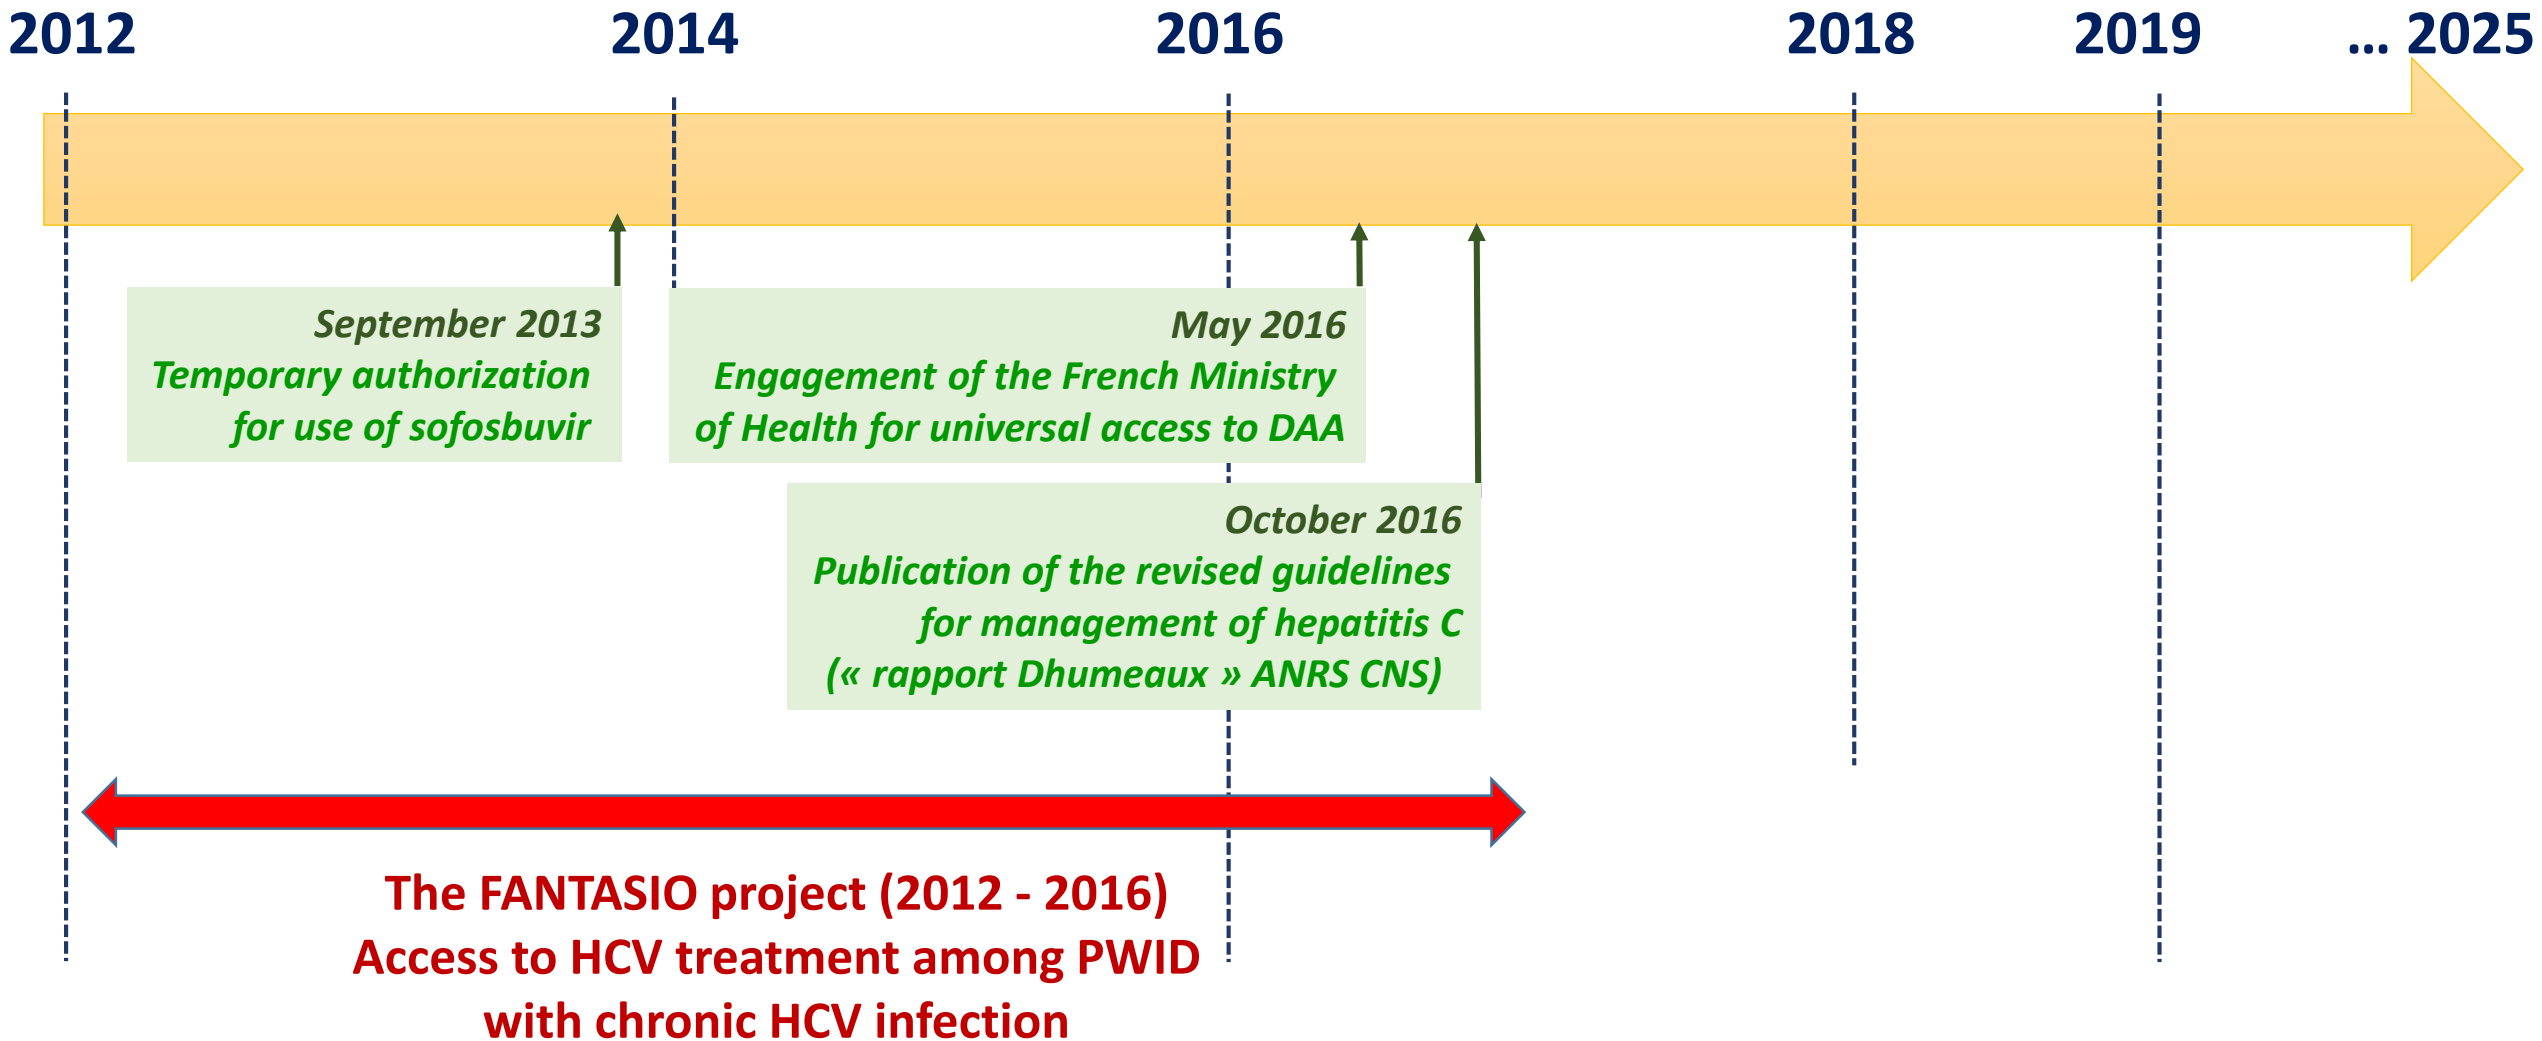 2012 2014 2016 2018 2019 ... 2025
September 2013
Temporary authorization
for use of sofosbuvir
May 2016
Engagement of the French Ministry
of Health for universal access to DAA
October 2016
Publication of the revised guidelines
for management of hepatitis C
(« rapport Dhumeaux » ANRS CNS)
The FANTASIO project (2012 - 2016)
Access to HCV treatment among PWID
with chronic HCV infection